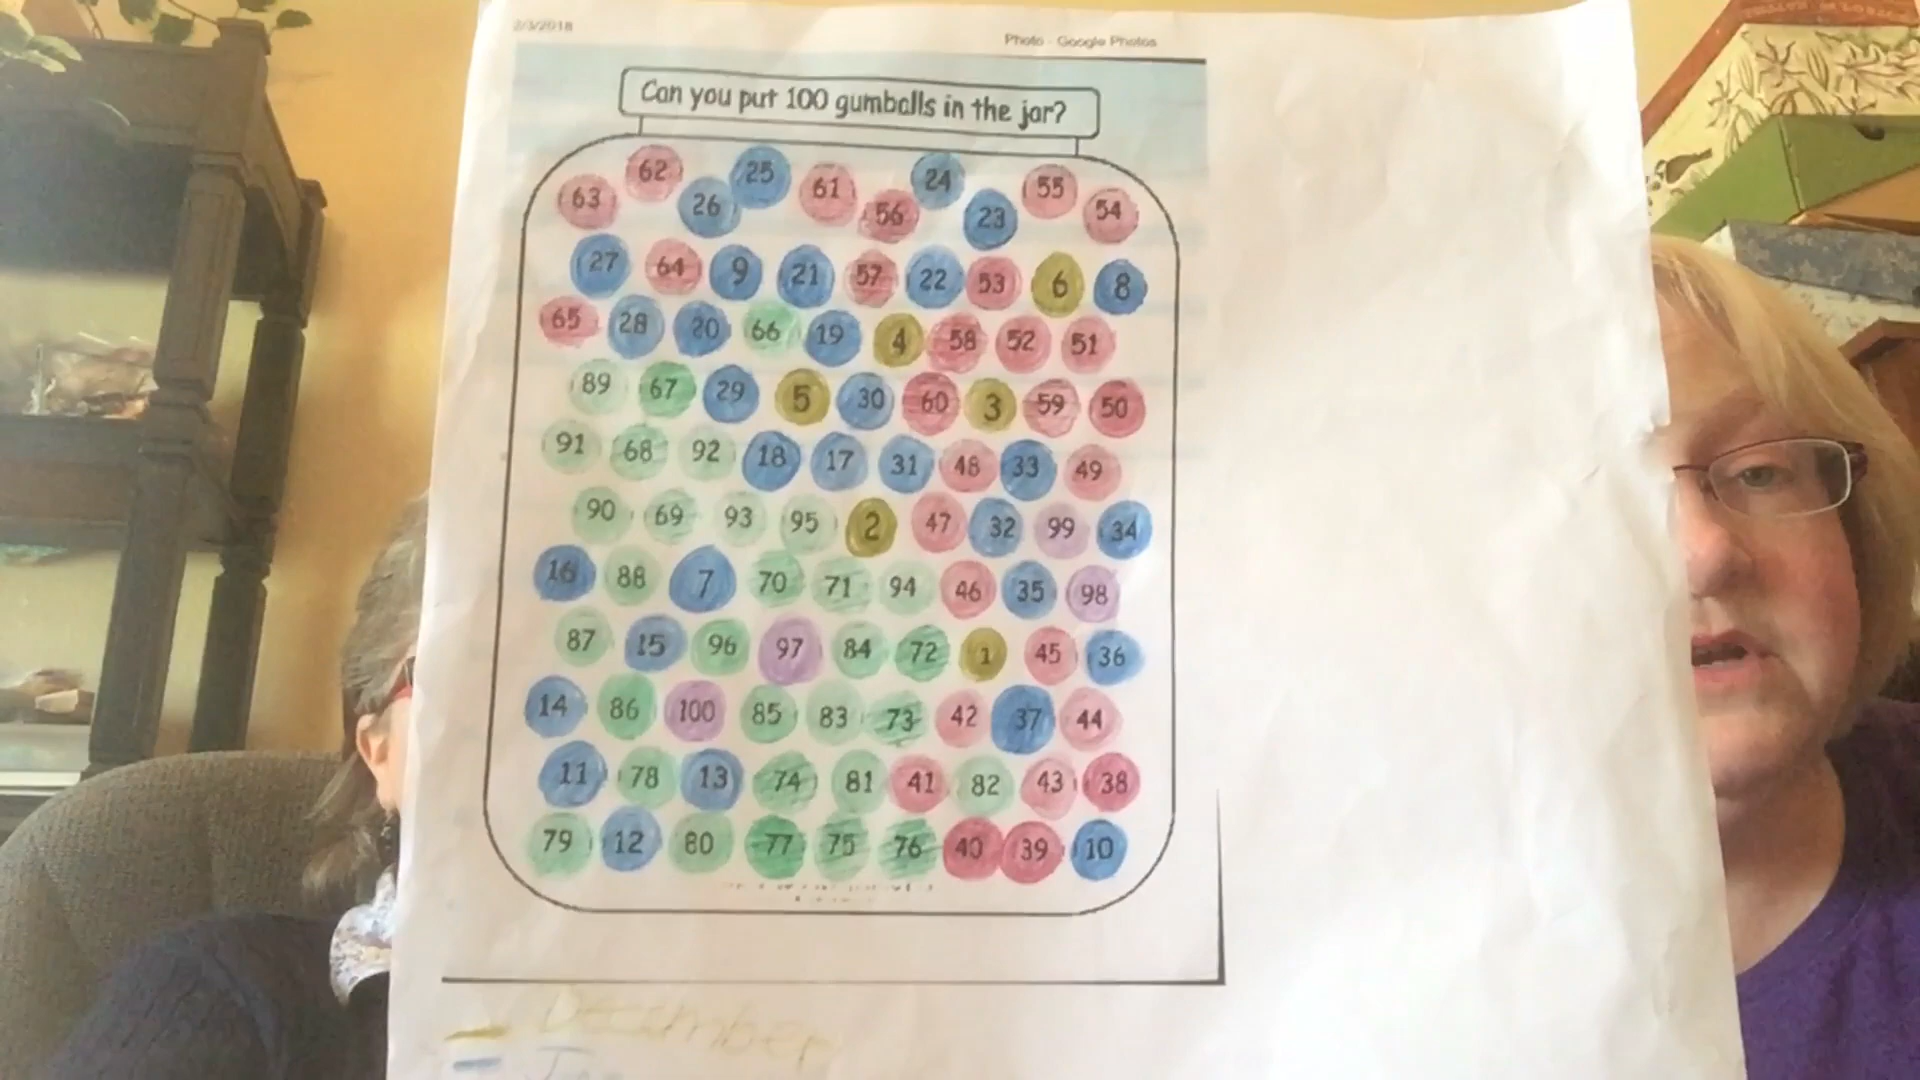 2/3/2018
Photo - Google Photos
Can you put 100 gumballs in the jar?
63 62 26 25 61 56 24 23 55 54
27 64 9 21 57 22 53 6 8
65 28 20 66 19 4 58 52 51
89 67 29 5 30 60 3 59 50
91 68 92 18 17 31 48 33 49
90 69 93 95 2 47 32 99 34
16 88 7 70 71 94 46 35 98
87 15 96 97 84 72 1 45 36
14 86 100 85 83 73 42 37 44
11 78 13 74 81 41 82 43 38
79 12 80 77 75 76 40 39 10
December